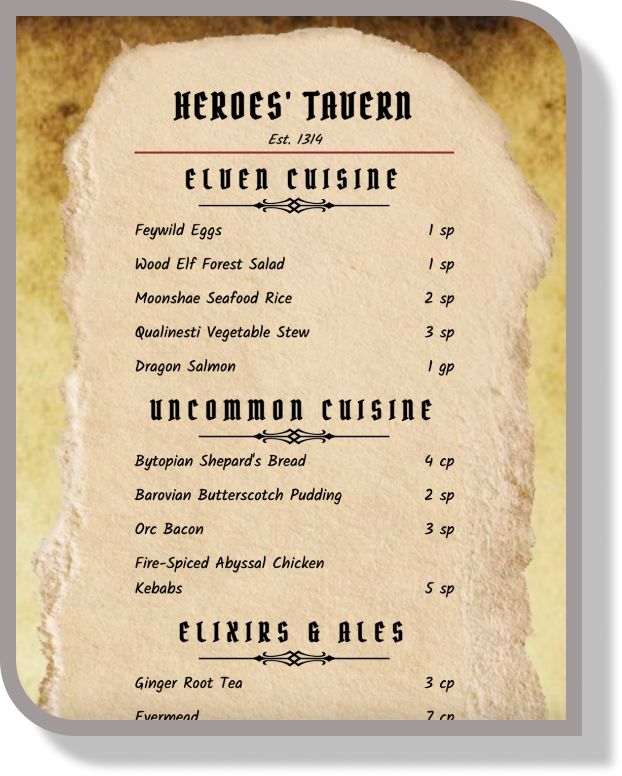 HEROES' TAVERN
Est. 1314
ELVEN CUISINE
Feywild Eggs 1 sp
Wood Elf Forest Salad 1 sp
Moonshae Seafood Rice 2 sp
Qualinesti Vegetable Stew 3 sp
Dragon Salmon 1 gp
UNCOMMON CUISINE
Bytopian Shepard's Bread 4 cp
Barovian Butterscotch Pudding 2 sp
Orc Bacon 3 sp
Fire-Spiced Abyssal Chicken
Kebabs 5 sp
ELIXIRS & ALES
Ginger Root Tea 3 cp
Evermead 7 cp